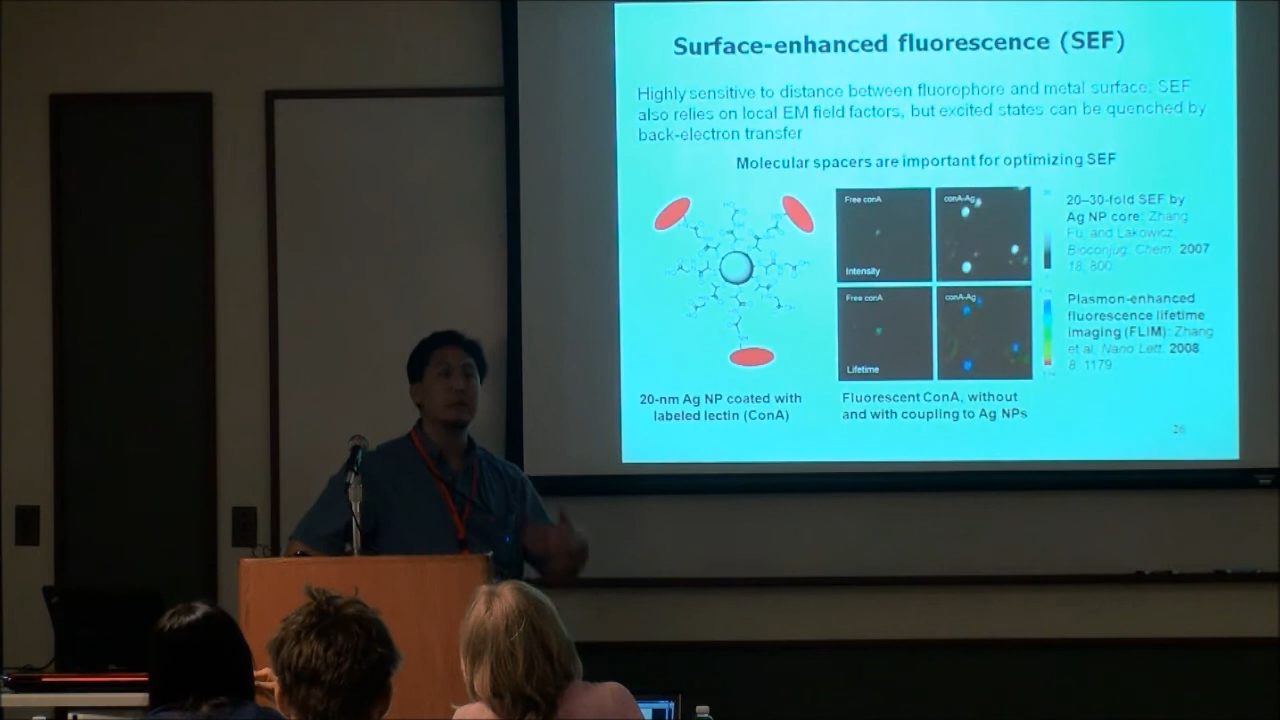 Surface-enhanced fluorescence (SEF)
Highly sensitive to distance between fluorophore and metal surface: SEF
also relies on local EM field factors, but excited states can be quenched by
back-electron transfer
Molecular spacers are important for optimizing SEF
Free conA
conA-Ag
Intensity
Free conA
conA-Ag
Lifetime
20–30-fold SEF by
Ag NP core: Zhang
Fu, and Lakowicz,
Bioconjug. Chem. 2007
18, 800.
Plasmon-enhanced
fluorescence lifetime
imaging (FLIM): Zhang
et al, Nano Lett. 2008,
8, 1179.
20-nm Ag NP coated with
labeled lectin (ConA)
Fluorescent ConA, without
and with coupling to Ag NPs
26